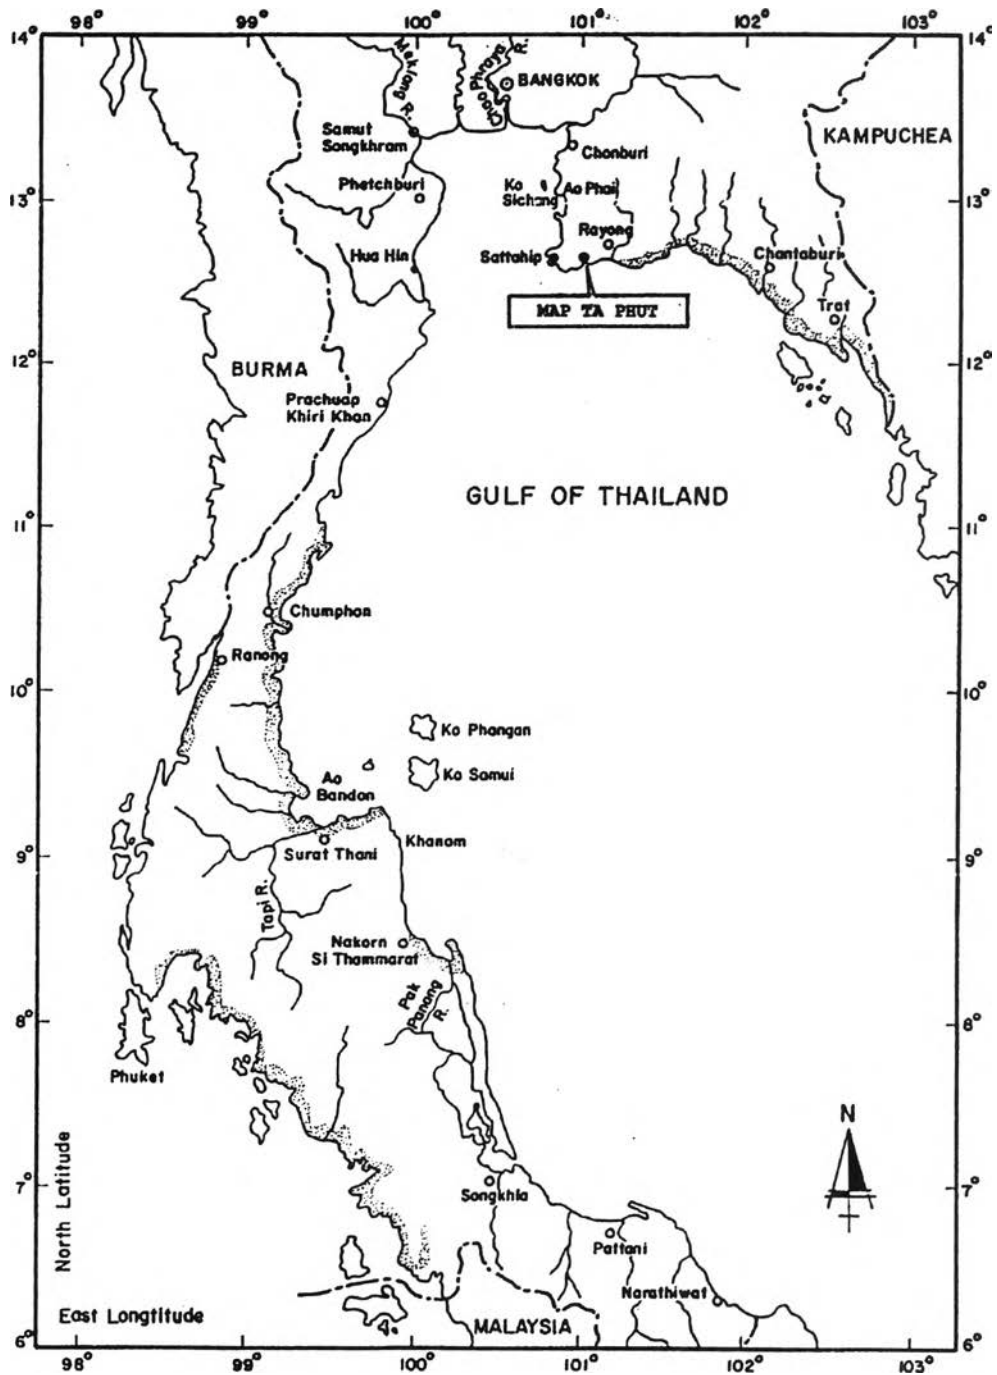 98°
99°
100°
101°
102°
103°
14°
14°
Mekong R.
Chao Phraya R.
BANGKOK
Samut
Songkhram
KAMPUCHEA
Chonburi
Phetchburi
Ko
Sichang
Ao Phai
13°
13°
Rayong
Hua Hin
Sattahip
Chantaburi
MAP TA PHUT
Trat
12°
12°
BURMA
Prachuap
Khiri Khan
GULF OF THAILAND
11°
11°
Chumphon
Ranong
10°
10°
Ko Phangan
Ko Samui
Ao
Bandon
Khanom
9°
9°
Surat Thani
Tapi R.
Nakorn
Si Thammarat
Pak
Panong
R.
8°
8°
Phuket
N
7°
7°
Songkhla
Pattani
Narathiwat
North Latitude
East Longtitude
MALAYSIA
6°
6°
98°
99°
100°
101°
102°
103°